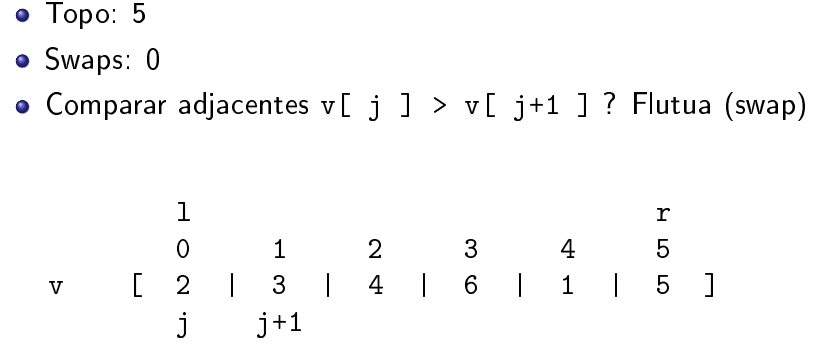 Topo: 5
Swaps: 0
Comparar adjacentes v[ j ] > v[ j+1 ] ? Flutua (swap)
l r
0 1 2 3 4 5
v [ 2 | 3 | 4 | 6 | 1 | 5 ]
j j+1